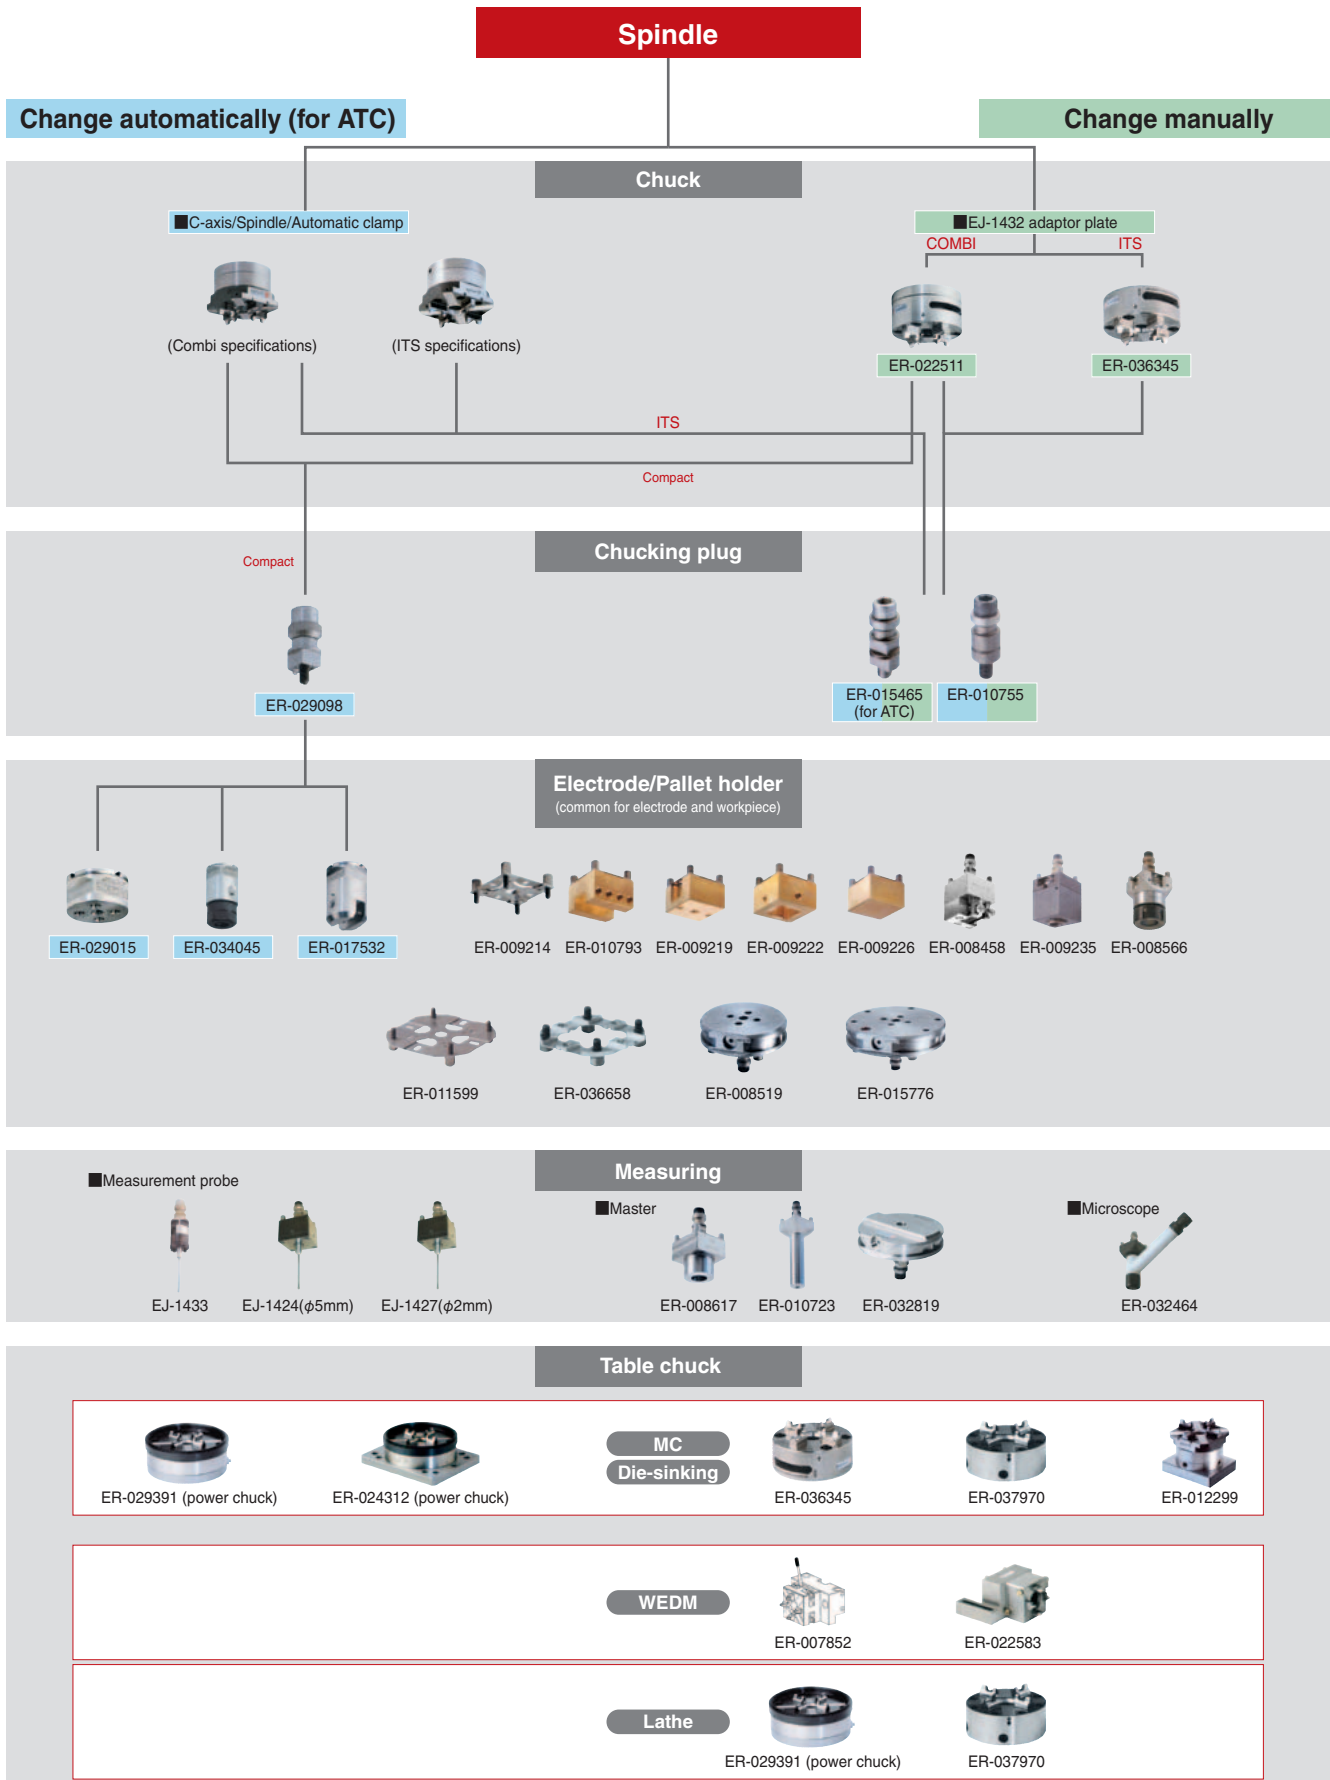 Spindle
Change automatically (for ATC)
Change manually
Chuck
■C-axis/Spindle/Automatic clamp
■EJ-1432 adaptor plate
COMBI
ITS
(Combi specifications)
(ITS specifications)
ER-022511
ER-036345
ITS
Compact
Chucking plug
Compact
ER-029098
ER-015465
(for ATC)
ER-010755
Electrode/Pallet holder
(common for electrode and workpiece)
ER-029015
ER-034045
ER-017532
ER-009214
ER-010793
ER-009219
ER-009222
ER-009226
ER-008458
ER-009235
ER-008566
ER-011599
ER-036658
ER-008519
ER-015776
Measuring
■Measurement probe
■Master
■Microscope
EJ-1433
EJ-1424(φ5mm)
EJ-1427(φ2mm)
ER-008617
ER-010723
ER-032819
ER-032464
Table chuck
MC
Die-sinking
ER-029391 (power chuck)
ER-024312 (power chuck)
ER-036345
ER-037970
ER-012299
WEDM
ER-007852
ER-022583
Lathe
ER-029391 (power chuck)
ER-037970